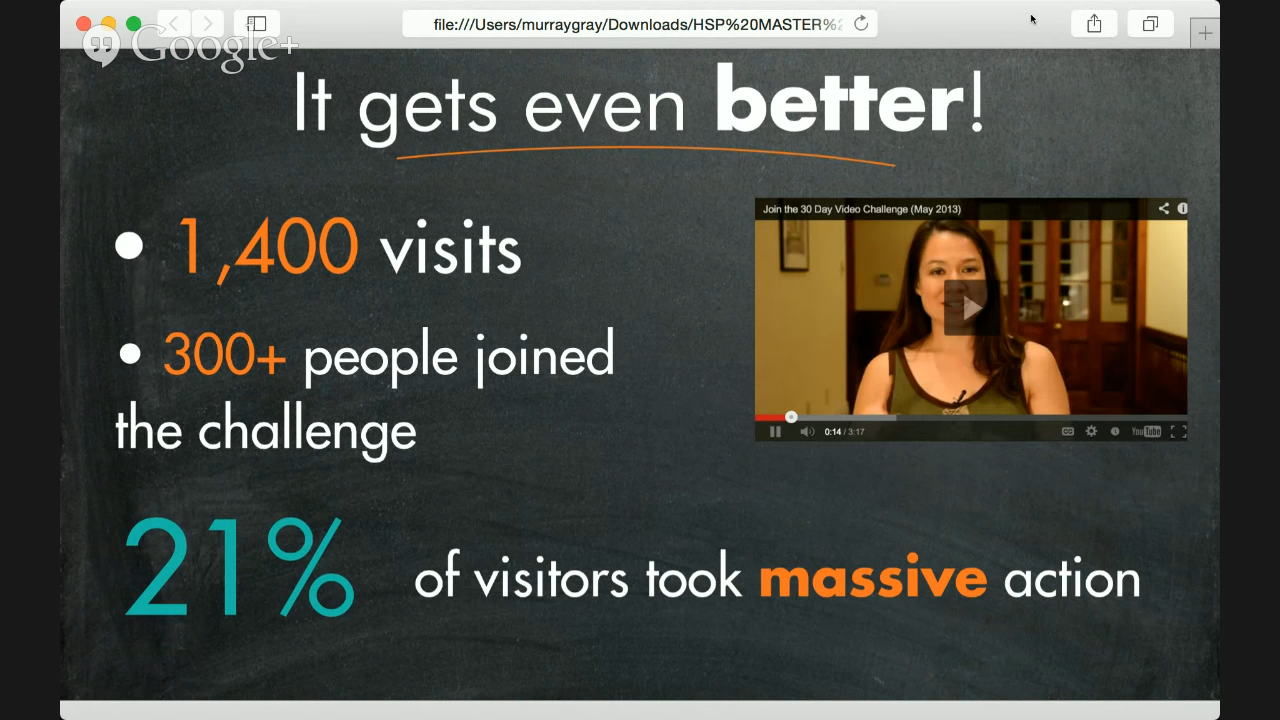 file:///Users/murraygray/Downloads/HSP%20MASTER%2
Google+
It gets even better!
• 1,400 visits
• 300+ people joined
the challenge
Join the 30 Day Video Challenge (May 2013)
0:14 / 3:17
CC
YouTube
21% of visitors took massive action